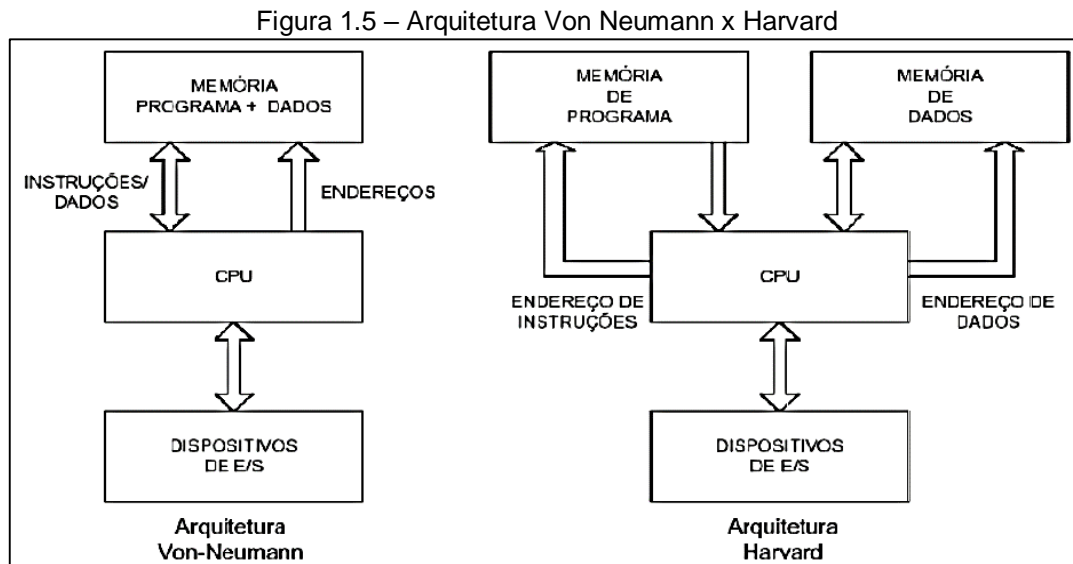 Figura 1.5 – Arquitetura Von Neumann x Harvard
MEMÓRIA
PROGRAMA + DADOS
INSTRUÇÕES/
DADOS
ENDEREÇOS
CPU
DISPOSITIVOS
DE E/S
Arquitetura
Von-Neumann
MEMÓRIA
DE
PROGRAMA
MEMÓRIA
DE
DADOS
CPU
ENDEREÇO DE
INSTRUÇÕES
ENDEREÇO DE
DADOS
DISPOSITIVOS
DE E/S
Arquitetura
Harvard